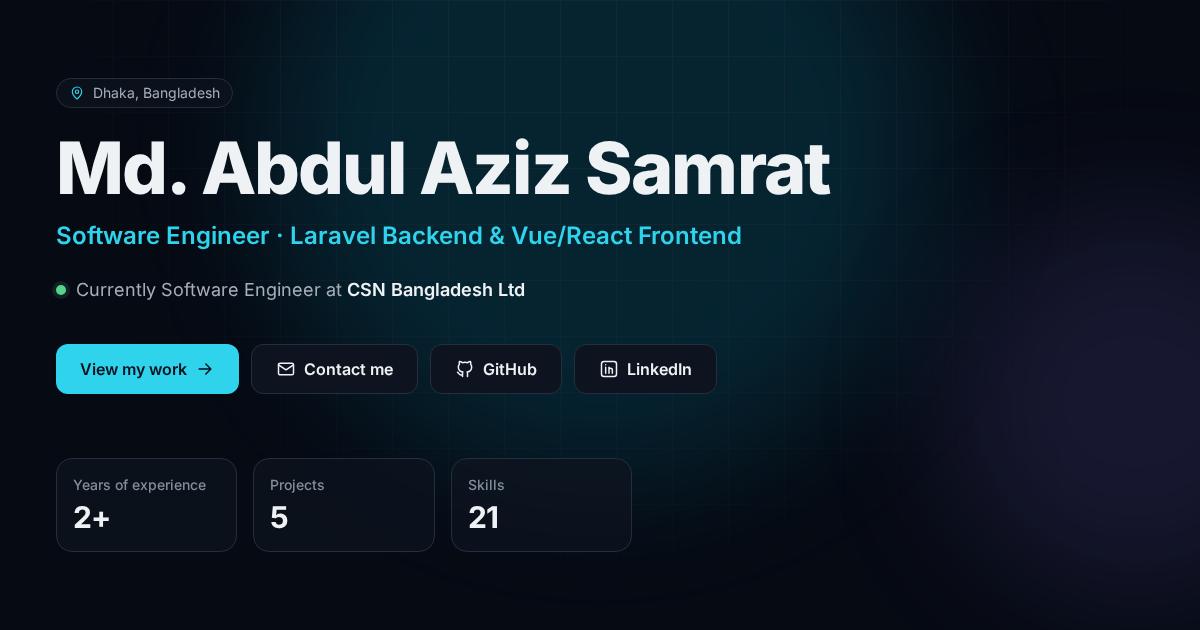 Dhaka, Bangladesh
Md. Abdul Aziz Samrat
Software Engineer · Laravel Backend & Vue/React Frontend
Currently Software Engineer at CSN Bangladesh Ltd
View my work → Contact me GitHub LinkedIn
Years of experience Projects Skills
2+ 5 21